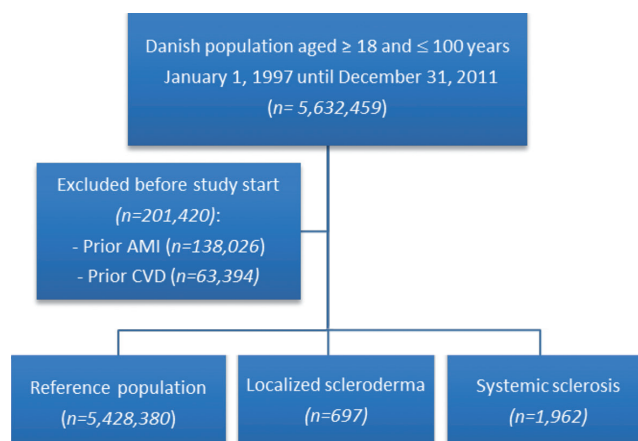 Danish population aged ≥ 18 and ≤ 100 years
January 1, 1997 until December 31, 2011
(n= 5,632,459)
Excluded before study start
(n=201,420):
- Prior AMI (n=138,026)
- Prior CVD (n=63,394)
Reference population
(n=5,428,380)
Localized scleroderma
(n=697)
Systemic sclerosis
(n=1,962)